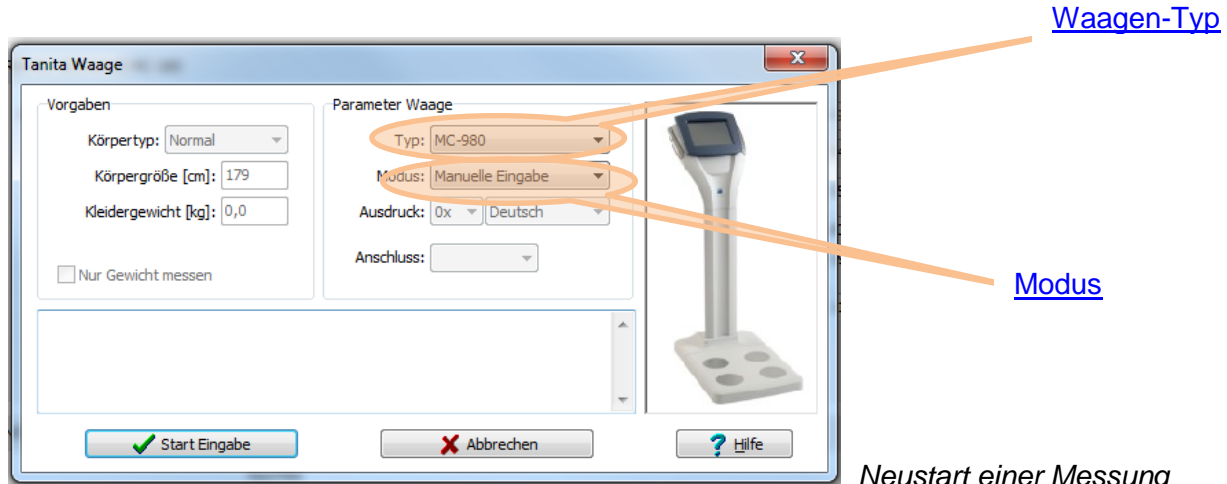 Waagen-Typ
Tanita Waage
Vorgaben
Körpertyp: Normal
Körpergröße [cm]: 179
Kleidergewicht [kg]: 0,0
Nur Gewicht messen
Parameter Waage
Typ: MC-980
Modus: Manuelle Eingabe
Ausdruck: 0x Deutsch
Anschluss:
Modus
Start Eingabe
Abbrechen
Hilfe
Neustart einer Messung